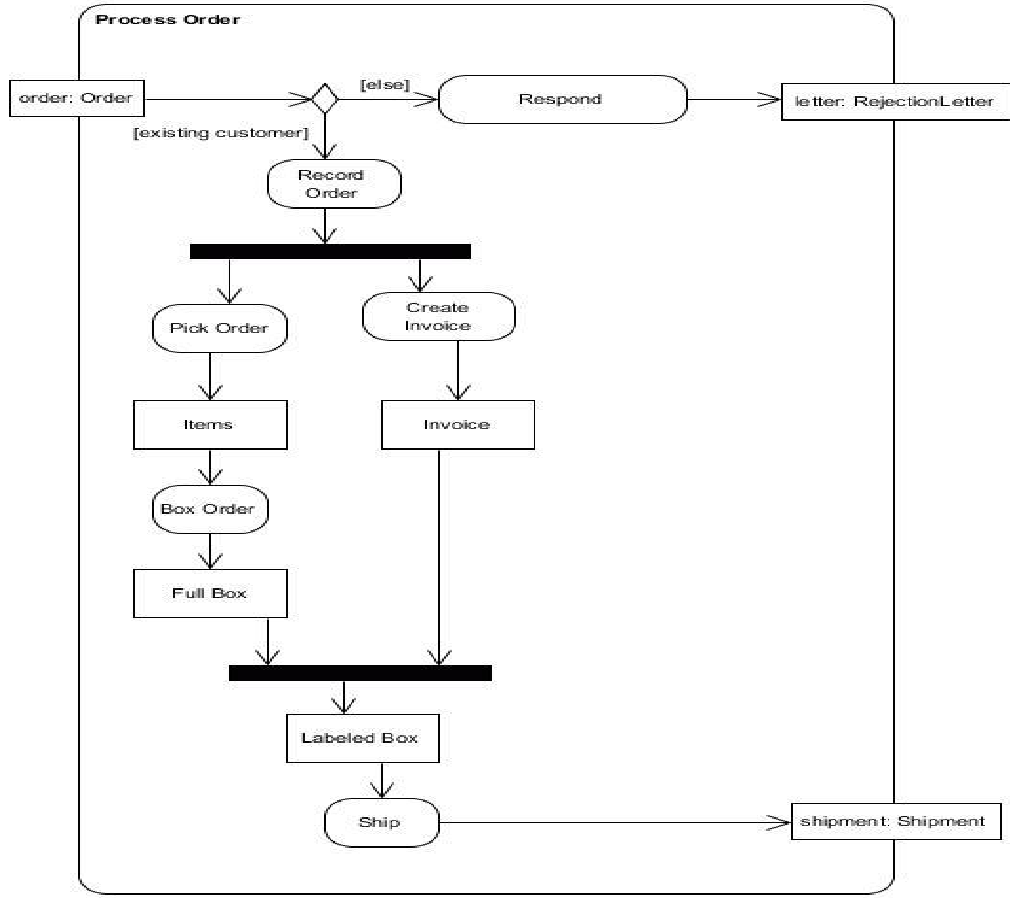 Process Order
order: Order
[else]
Respond
letter: RejectionLetter
[existing customer]
Record
Order
Pick Order
Create
Invoice
Items
Invoice
Box Order
Full Box
Labeled Box
Ship
shipment: Shipment